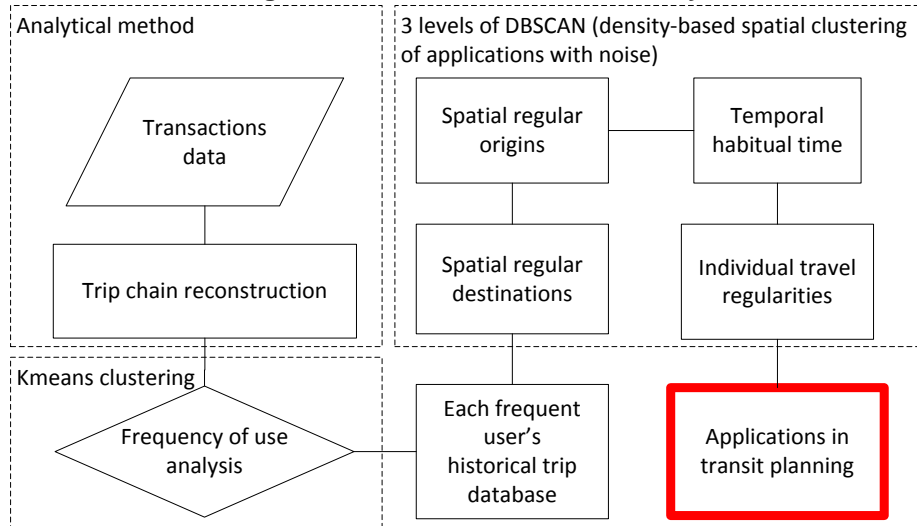 Analytical method
Transactions
data
Trip chain reconstruction
Kmeans clustering
Frequency of use
analysis
3 levels of DBSCAN (density-based spatial clustering
of applications with noise)
Spatial regular
origins
Temporal
habitual time
Spatial regular
destinations
Individual travel
regularities
Each frequent
user's
historical trip
database
Applications in
transit planning